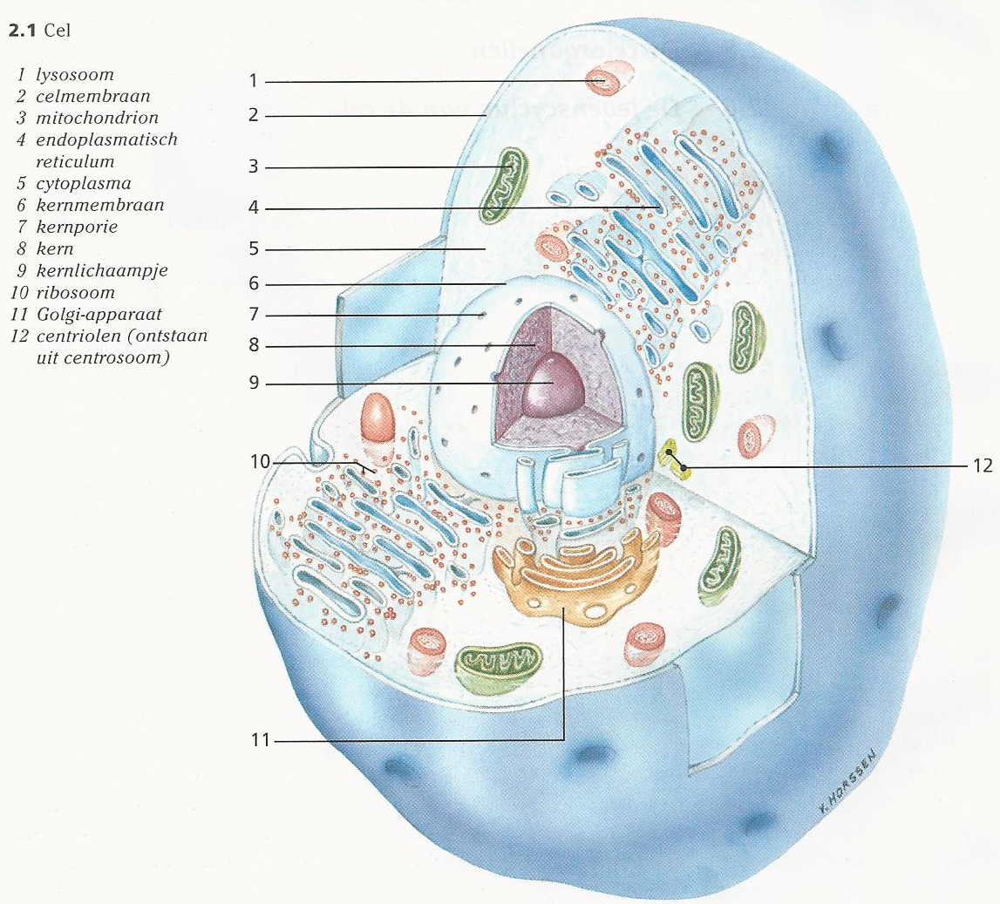 2.1 Cel
1 lysosoom
2 celmembraan
3 mitochondrion
4 endoplasmatisch
reticulum
5 cytoplasma
6 kernmembraan
7 kernporie
8 kern
9 kernlichaampje
10 ribosoom
11 Golgi-apparaat
12 centriolen (ontstaan
uit centrosoom)
1
2
3
4
5
6
7
8
9
10
12
11
V. HORSSEN